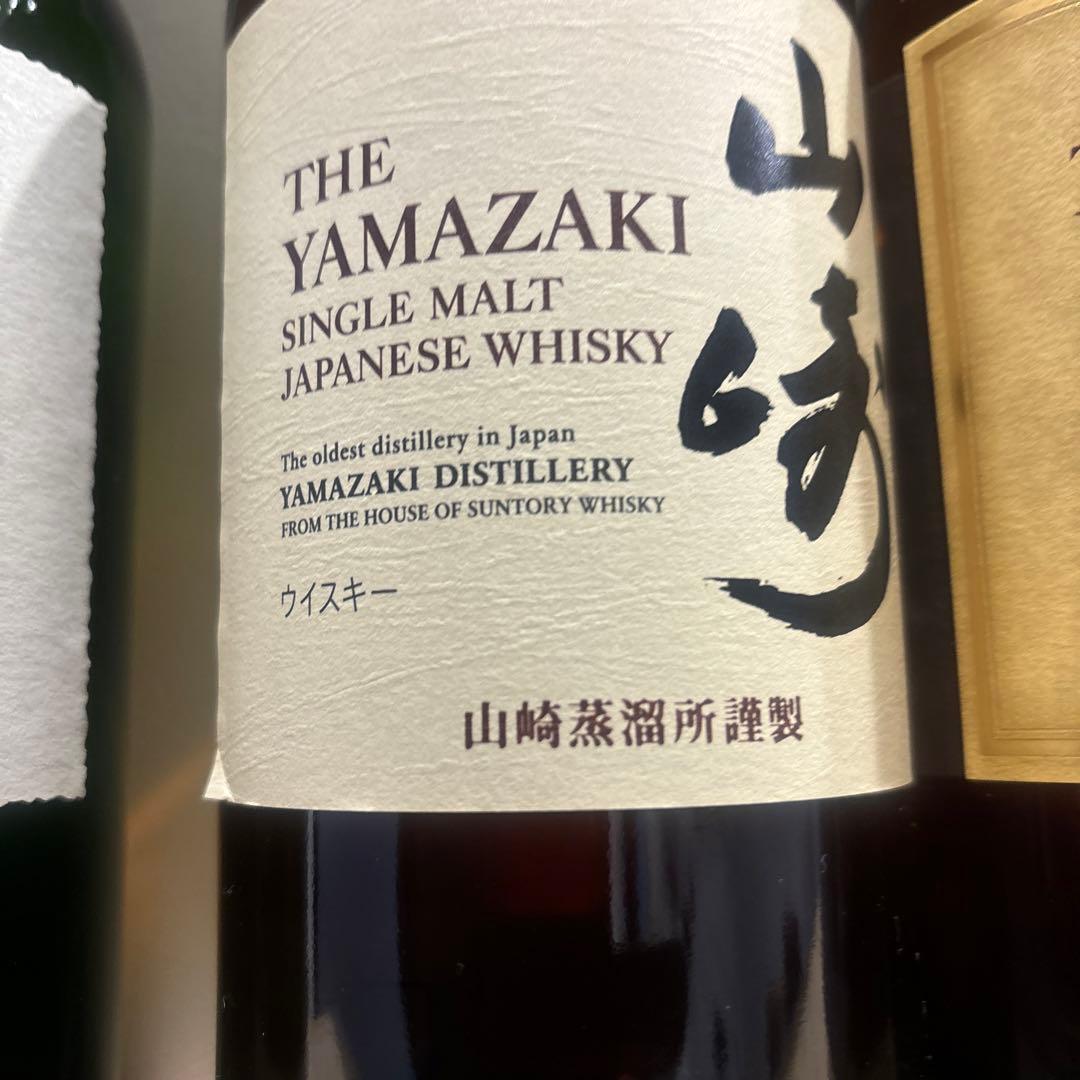 THE
YAMAZAKI
SINGLE MALT
JAPANESE WHISKY
The oldest distillery in Japan
YAMAZAKI DISTILLERY
FROM THE HOUSE OF SUNTORY WHISKY
ウイスキー
山崎
山崎蒸溜所謹製